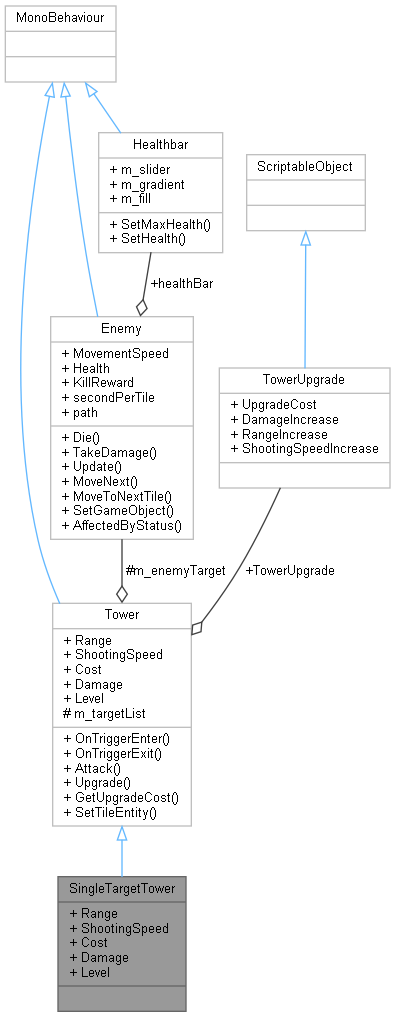 MonoBehaviour
Healthbar
+ m_slider
+ m_gradient
+ m_fill
+ SetMaxHealth()
+ SetHealth()
ScriptableObject
+healthBar
Enemy
+ MovementSpeed
+ Health
+ KillReward
+ secondPerTile
+ path
+ Die()
+ TakeDamage()
+ Update()
+ MoveNext()
+ MoveToNextTile()
+ SetGameObject()
+ AffectedByStatus()
TowerUpgrade
+ UpgradeCost
+ DamageIncrease
+ RangeIncrease
+ ShootingSpeedIncrease
#m_enemyTarget
+TowerUpgrade
Tower
+ Range
+ ShootingSpeed
+ Cost
+ Damage
+ Level
# m_targetList
+ OnTriggerEnter()
+ OnTriggerExit()
+ Attack()
+ Upgrade()
+ GetUpgradeCost()
+ SetTileEntity()
SingleTargetTower
+ Range
+ ShootingSpeed
+ Cost
+ Damage
+ Level